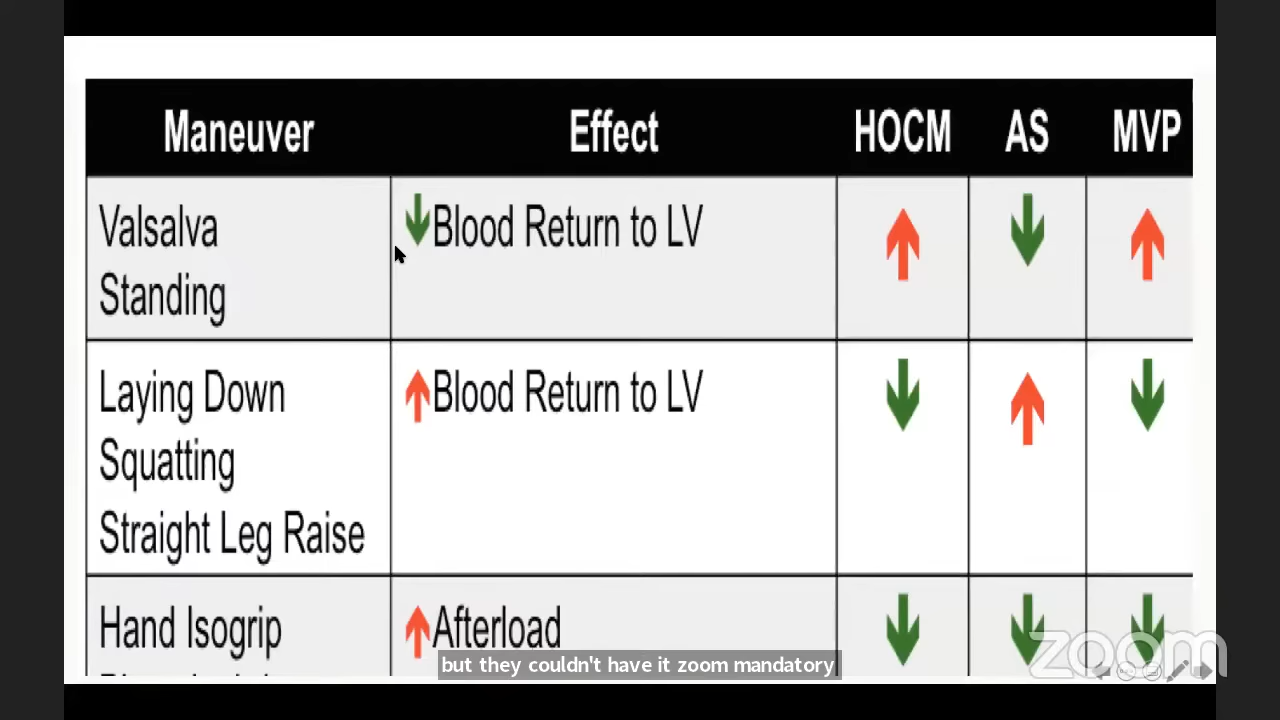 Maneuver Effect HOCM AS MVP
Valsalva Blood Return to LV
Standing
Laying Down Blood Return to LV
Squatting
Straight Leg Raise
Hand Isogrip Afterload
but they couldn't have it zoom mandatory
zoom